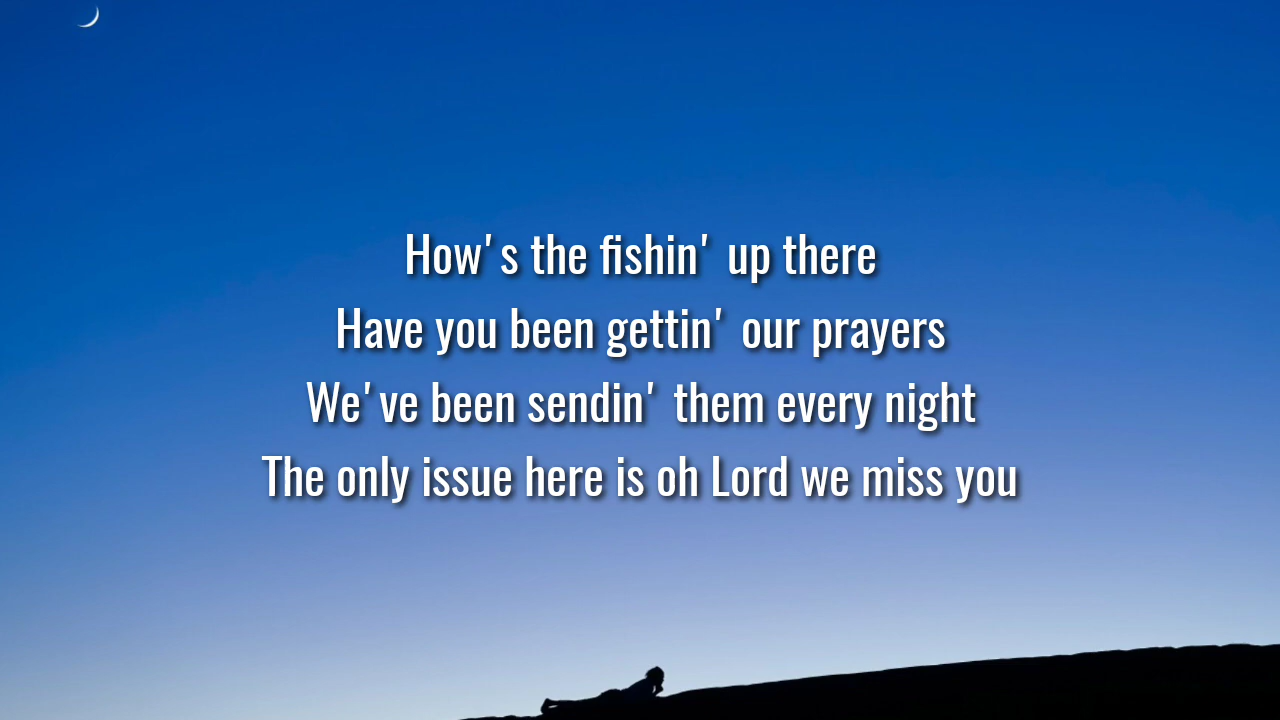 How's the fishin' up there
Have you been gettin' our prayers
We've been sendin' them every night
The only issue here is oh Lord we miss you